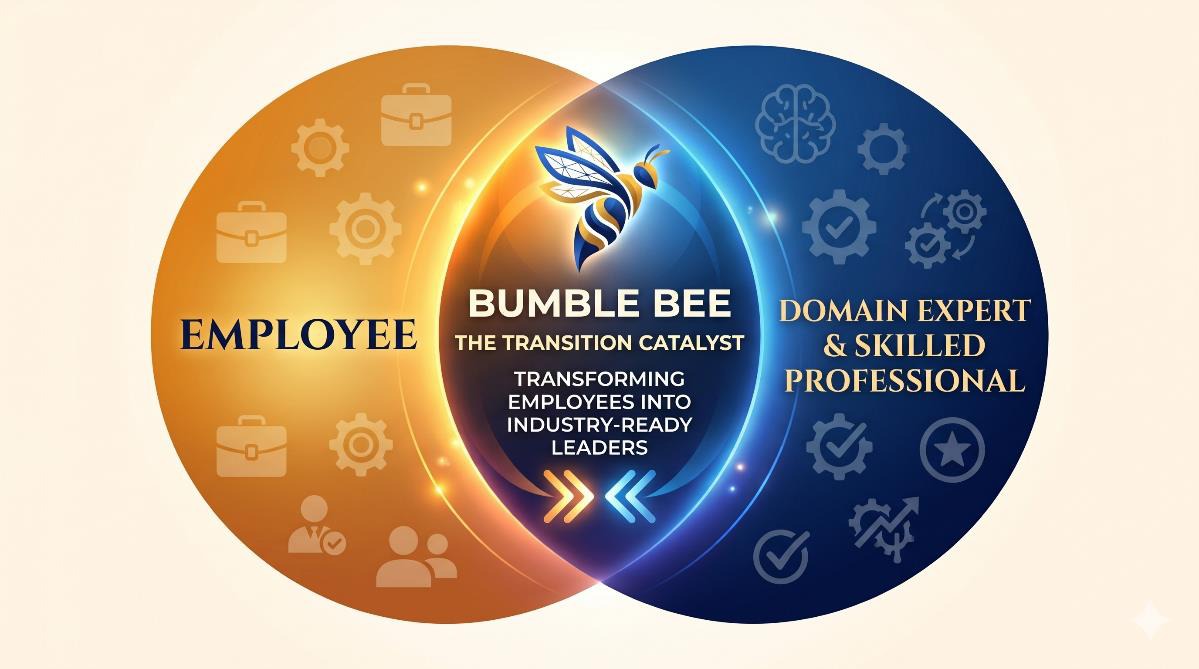 EMPLOYEE
BUMBLE BEE
THE TRANSITION CATALYST
TRANSFORMING
EMPLOYEES INTO
INDUSTRY-READY
LEADERS
DOMAIN EXPERT
& SKILLED
PROFESSIONAL